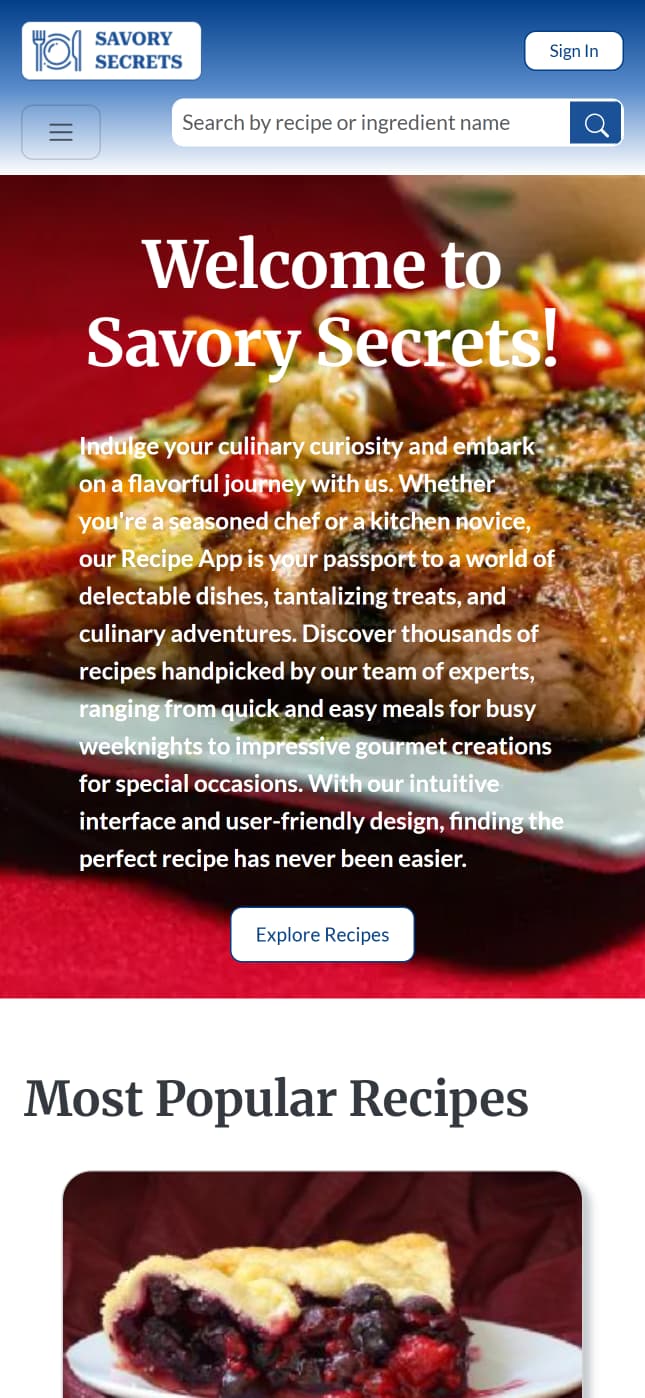 SAVORY
SECRETS
Sign In
Search by recipe or ingredient name
Welcome to
Savory Secrets!
Indulge your culinary curiosity and embark
on a flavorful journey with us. Whether
you're a seasoned chef or a kitchen novice,
our Recipe App is your passport to a world of
delectable dishes, tantalizing treats, and
culinary adventures. Discover thousands of
recipes handpicked by our team of experts,
ranging from quick and easy meals for busy
weeknights to impressive gourmet creations
for special occasions. With our intuitive
interface and user-friendly design, finding the
perfect recipe has never been easier.
Explore Recipes
Most Popular Recipes